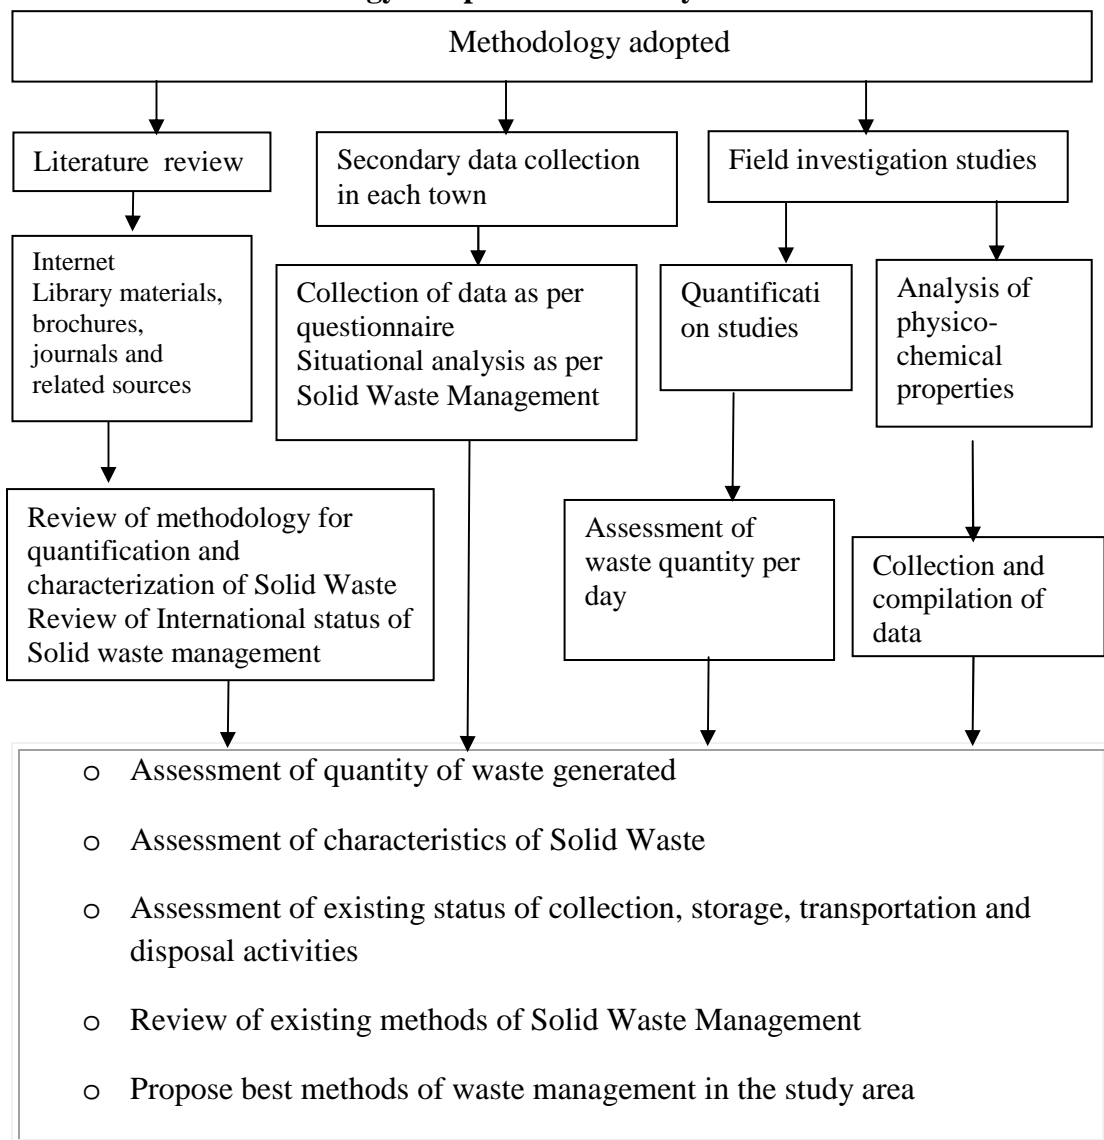 Methodology adopted
Literature  review
Secondary data collection
in each town
Field investigation studies
Internet
Library materials,
brochures,
journals and
related sources
Collection of data as per
questionnaire
Situational analysis as per
Solid Waste Management
Quantificati
on studies
Analysis of
physico-
chemical
properties
Review of methodology for
quantification and
characterization of Solid Waste
Review of International status of
Solid waste management
Assessment of
waste quantity per
day
Collection and
compilation of
data
o Assessment of quantity of waste generated
o Assessment of characteristics of Solid Waste
o Assessment of existing status of collection, storage, transportation and
disposal activities
o Review of existing methods of Solid Waste Management
o Propose best methods of waste management in the study area